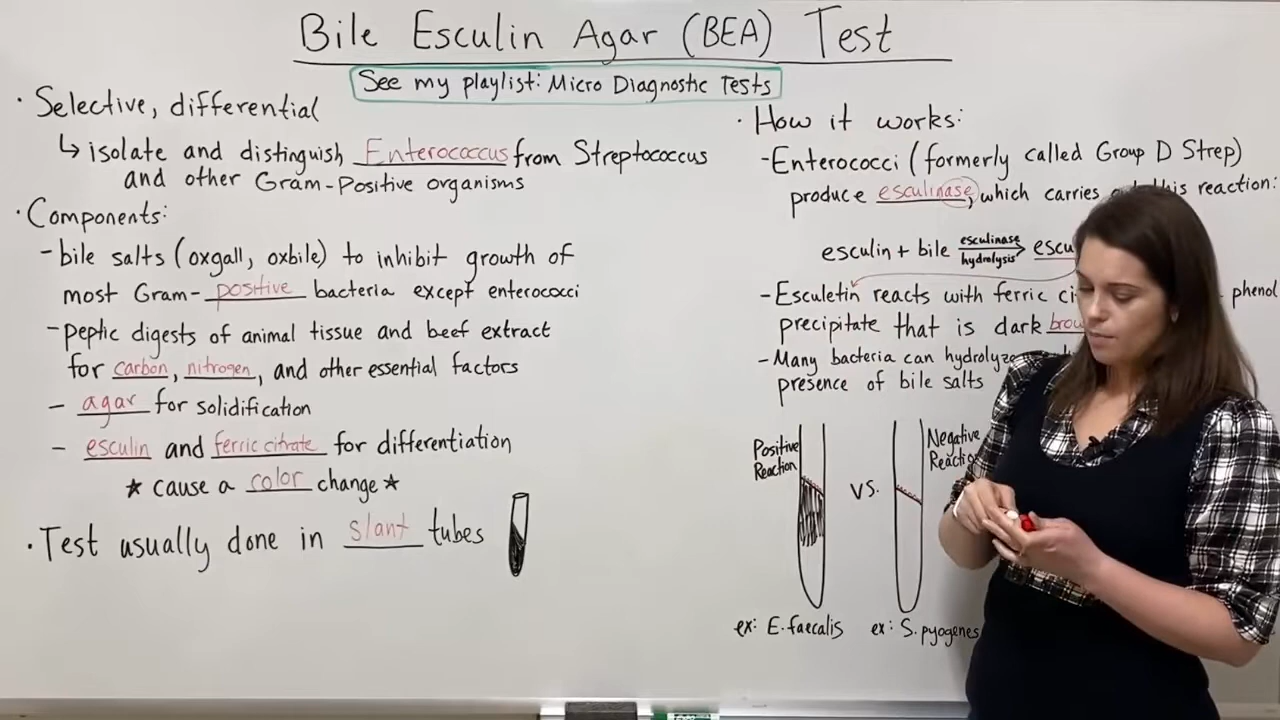 Bile Esculin Agar (BEA) Test
See my playlist: Micro Diagnostic Tests
· Selective, differential
↳ isolate and distinguish Enterococcus from Streptococcus
and other Gram-Positive organisms
· Components:
- bile salts (oxgall, oxbile) to inhibit growth of
most Gram-positive bacteria except enterococci
- peptic digests of animal tissue and beef extract
for carbon, nitrogen, and other essential factors
- agar for solidification
- esculin and ferric citrate for differentiation
★ cause a color change ★
· Test usually done in slant tubes
· How it works:
- Enterococci (formerly called Group D Strep)
produce esculinase, which carries this reaction:
esculin + bile esculinase
hydrolysis →
- Esculetin reacts with ferric phenol
precipitate that is dark
- Many bacteria can hydrolyze
presence of bile salts
Positive
Reaction
vs.
Negative
Reaction
ex: E. faecalis
ex: S. pyogenes